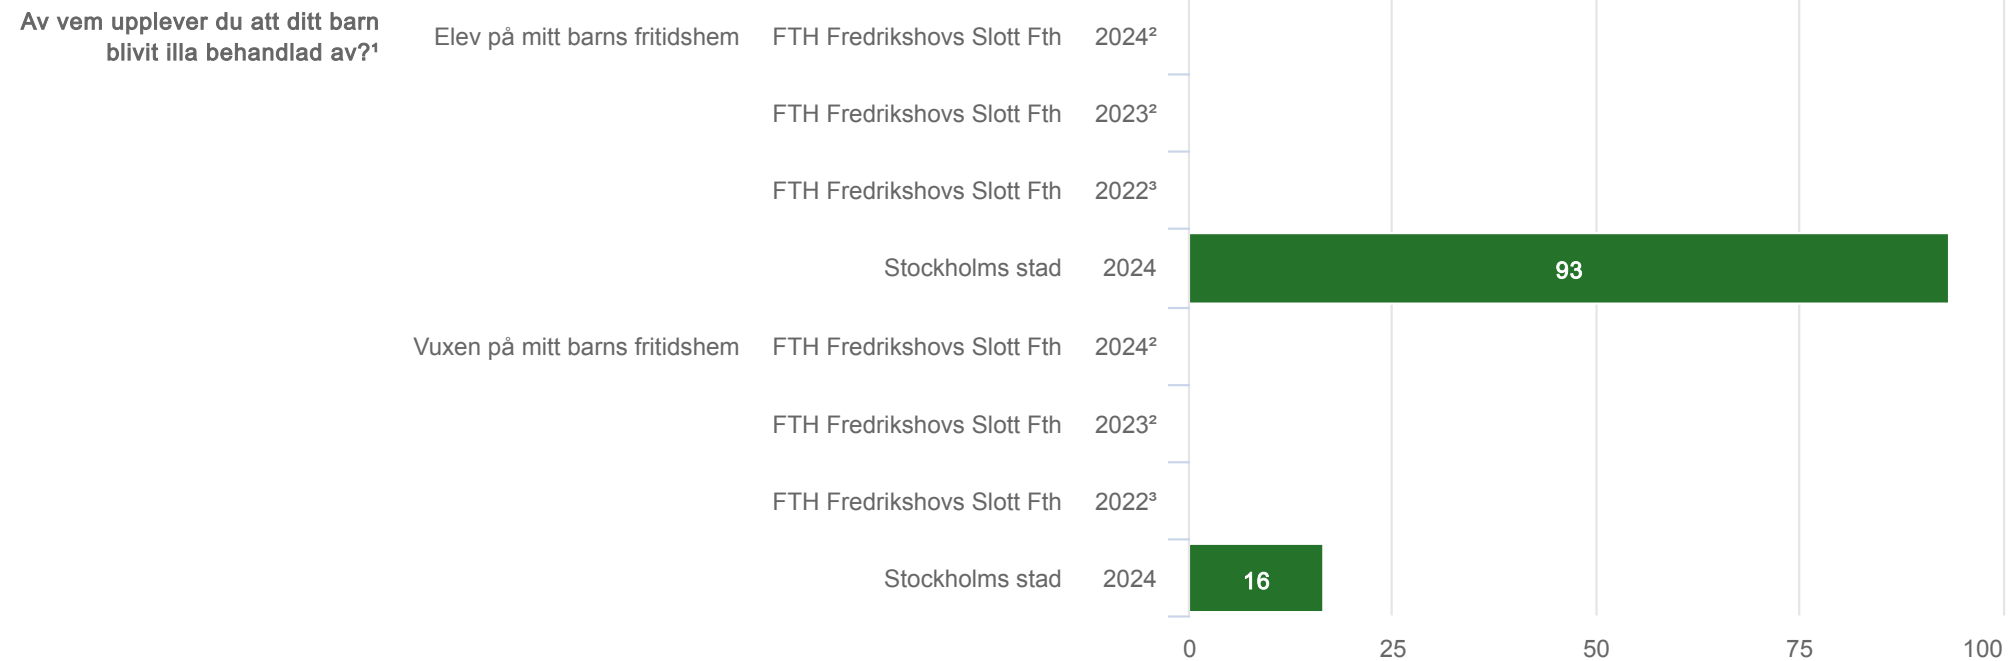 Av vem upplever du att ditt barn
blivit illa behandlad av?¹
Elev på mitt barns fritidshem FTH Fredrikshovs Slott Fth 2024²
FTH Fredrikshovs Slott Fth 2023²
FTH Fredrikshovs Slott Fth 2022³
Stockholms stad 2024 93
Vuxen på mitt barns fritidshem FTH Fredrikshovs Slott Fth 2024²
FTH Fredrikshovs Slott Fth 2023²
FTH Fredrikshovs Slott Fth 2022³
Stockholms stad 2024 16
0 25 50 75 100